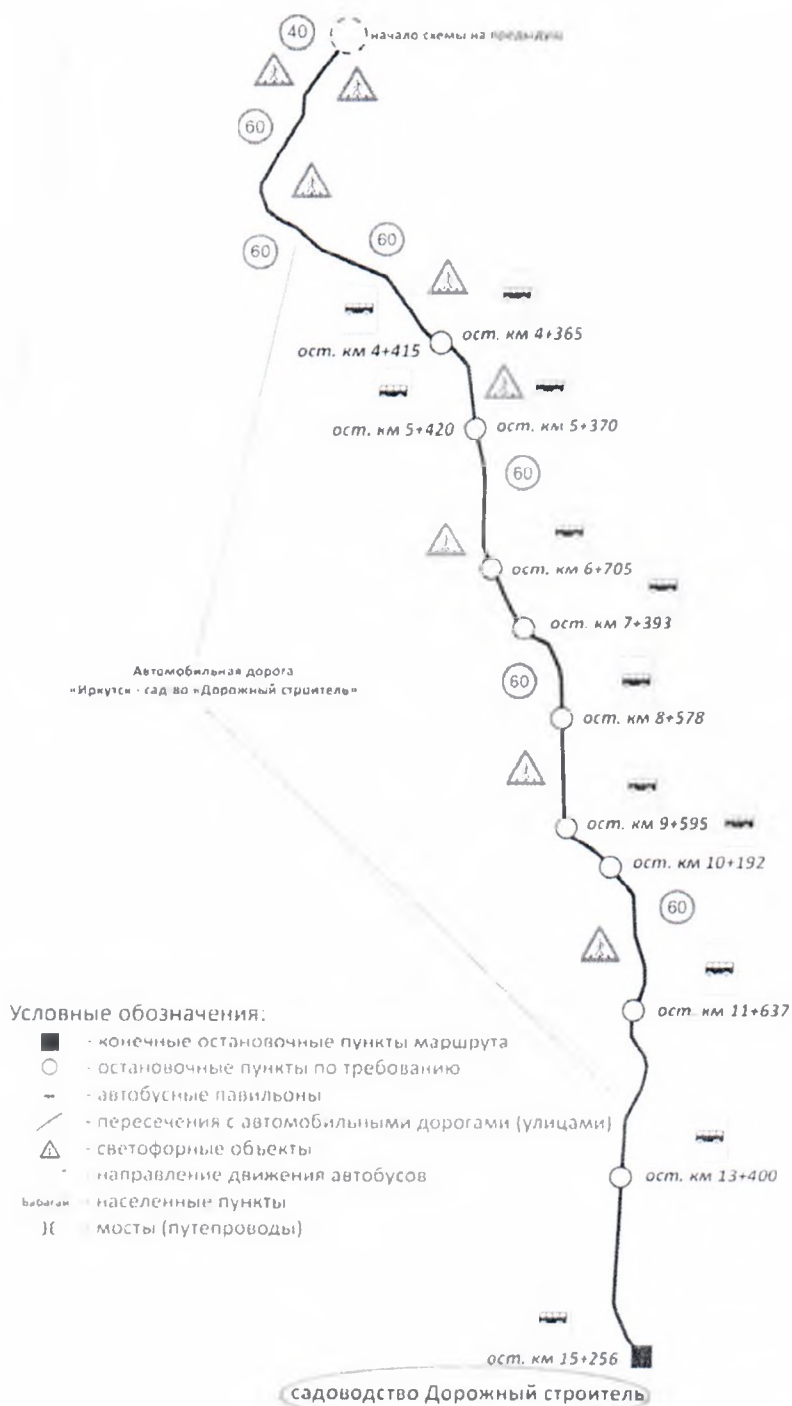 40
начало схемы на предыдущ
60
60
60
ост. км 4+365
ост. км 4+415
ост. км 5+420
ост. км 5+370
60
ост. км 6+705
ост. км 7+393
Автомобильная дорога
«Иркутск - сад-во «Дорожный строитель»
60
ост. км 8+578
ост. км 9+595
ост. км 10+192
60
ост. км 11+637
Условные обозначения:
- конечные остановочные пункты маршрута
- остановочные пункты по требованию
- автобусные павильоны
- пересечения с автомобильными дорогами (улицами)
- светофорные объекты
- направление движения автобусов
Бабагай - населенные пункты
)( мосты (путепроводы)
ост. км 13+400
ост. км 15+256
садоводство Дорожный строитель